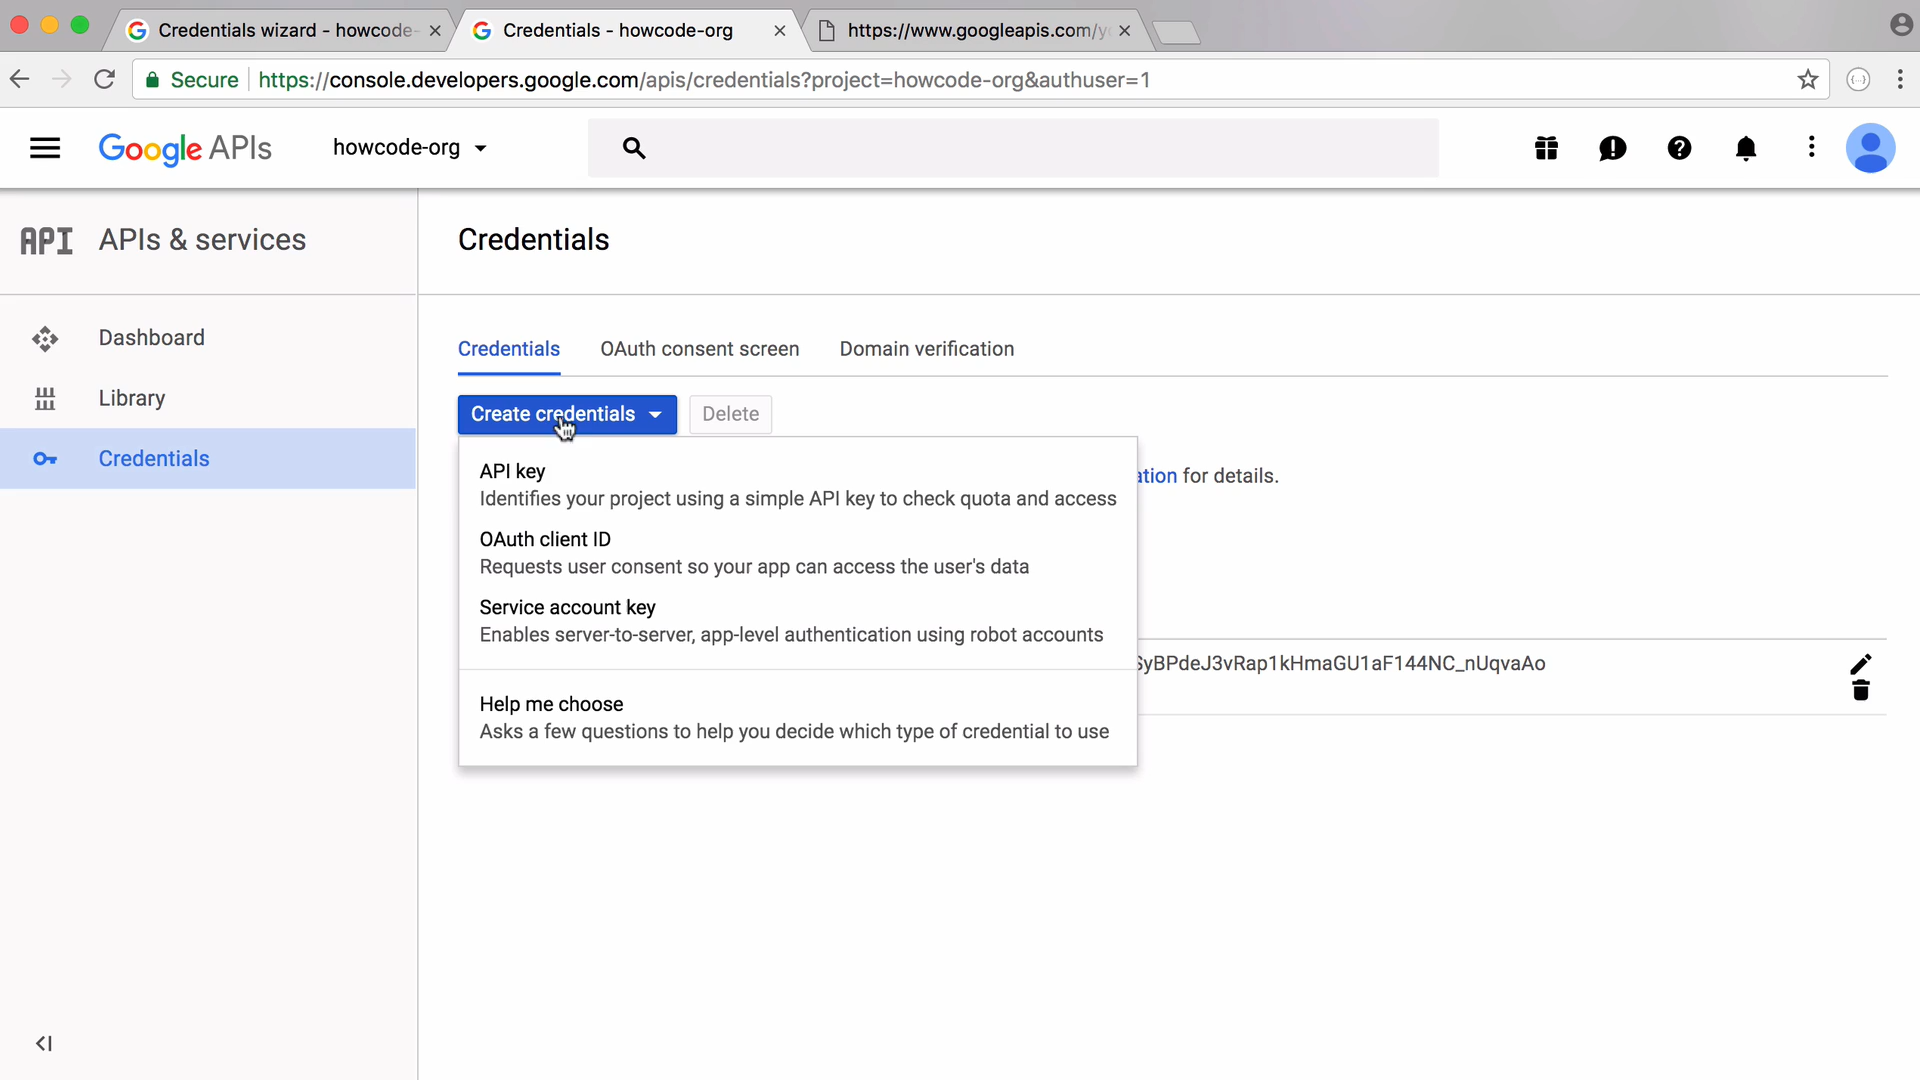 Credentials wizard - howcode-
Credentials - howcode-org
https://www.googleapis.com/y
Secure https://console.developers.google.com/apis/credentials?project=howcode-org&authuser=1
Google APIs
howcode-org
API APIs & services
Credentials
Dashboard
Library
Credentials
Credentials
OAuth consent screen
Domain verification
Create credentials
Delete
API key
Identifies your project using a simple API key to check quota and access
ation for details.
OAuth client ID
Requests user consent so your app can access the user's data
Service account key
Enables server-to-server, app-level authentication using robot accounts
SyBPdeJ3vRap1kHmaGU1aF144NC_nUqvaAo
Help me choose
Asks a few questions to help you decide which type of credential to use